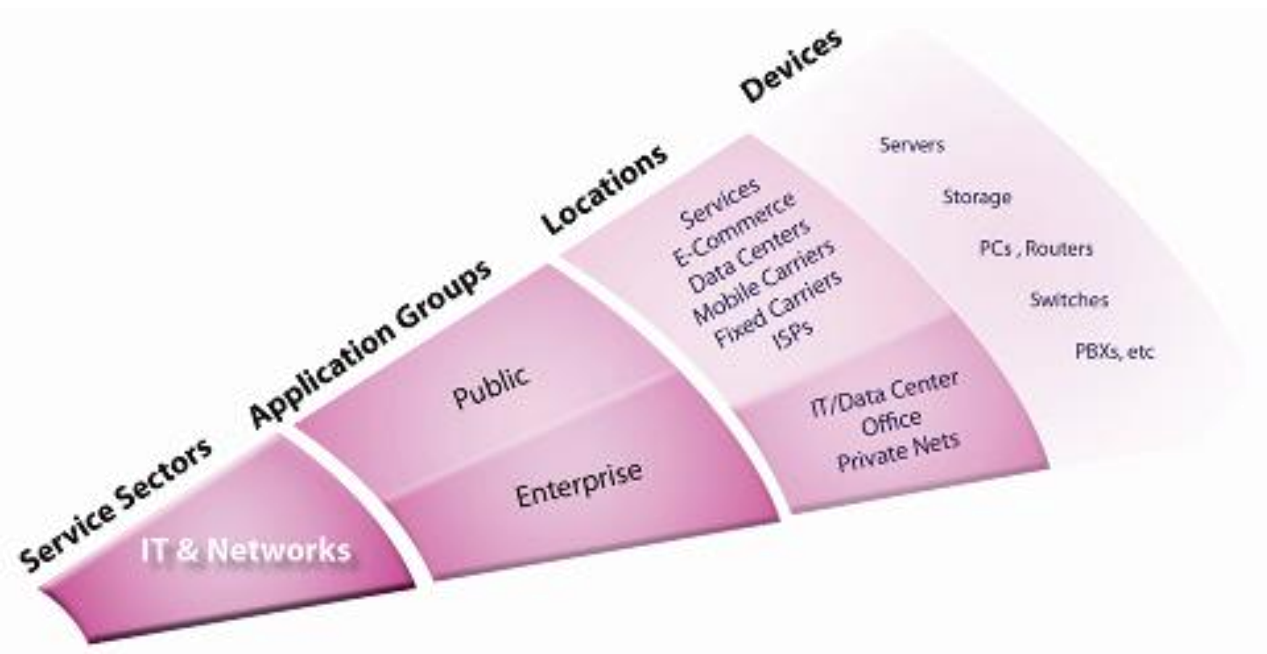 Service Sectors
Application Groups
Locations
Devices
IT & Networks
Public
Enterprise
Services
E-Commerce
Data Centers
Mobile Carriers
Fixed Carriers
ISPs
IT/Data Center
Office
Private Nets
Servers
Storage
PCs , Routers
Switches
PBXs, etc